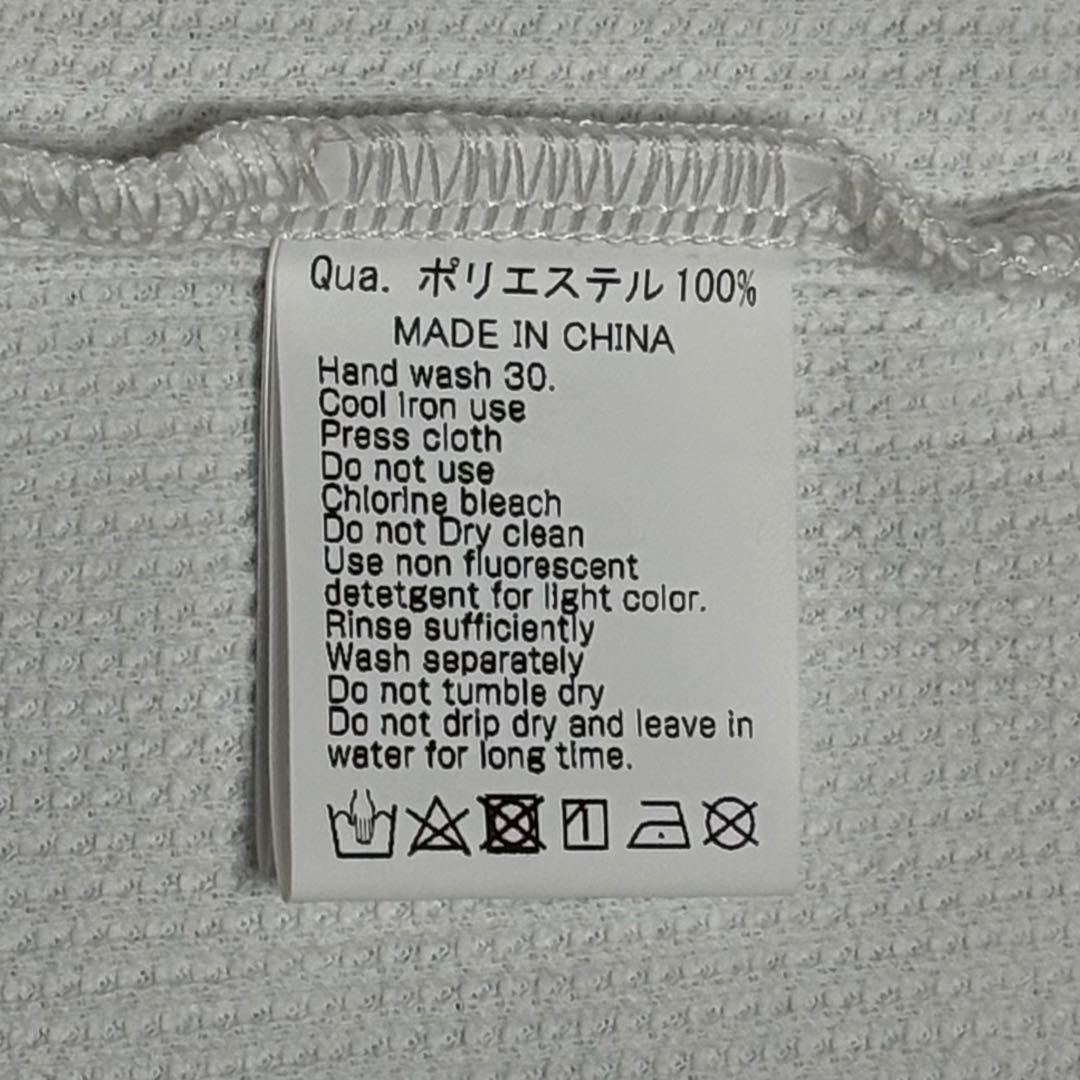 Qua. ポリエステル 100%
MADE IN CHINA
Hand wash 30.
Cool iron use
Press cloth
Do not use
Chlorine bleach
Do not Dry clean
Use non fluorescent
detetgent for light color.
Rinse sufficiently
Wash separately
Do not tumble dry
Do not drip dry and leave in
water for long time.